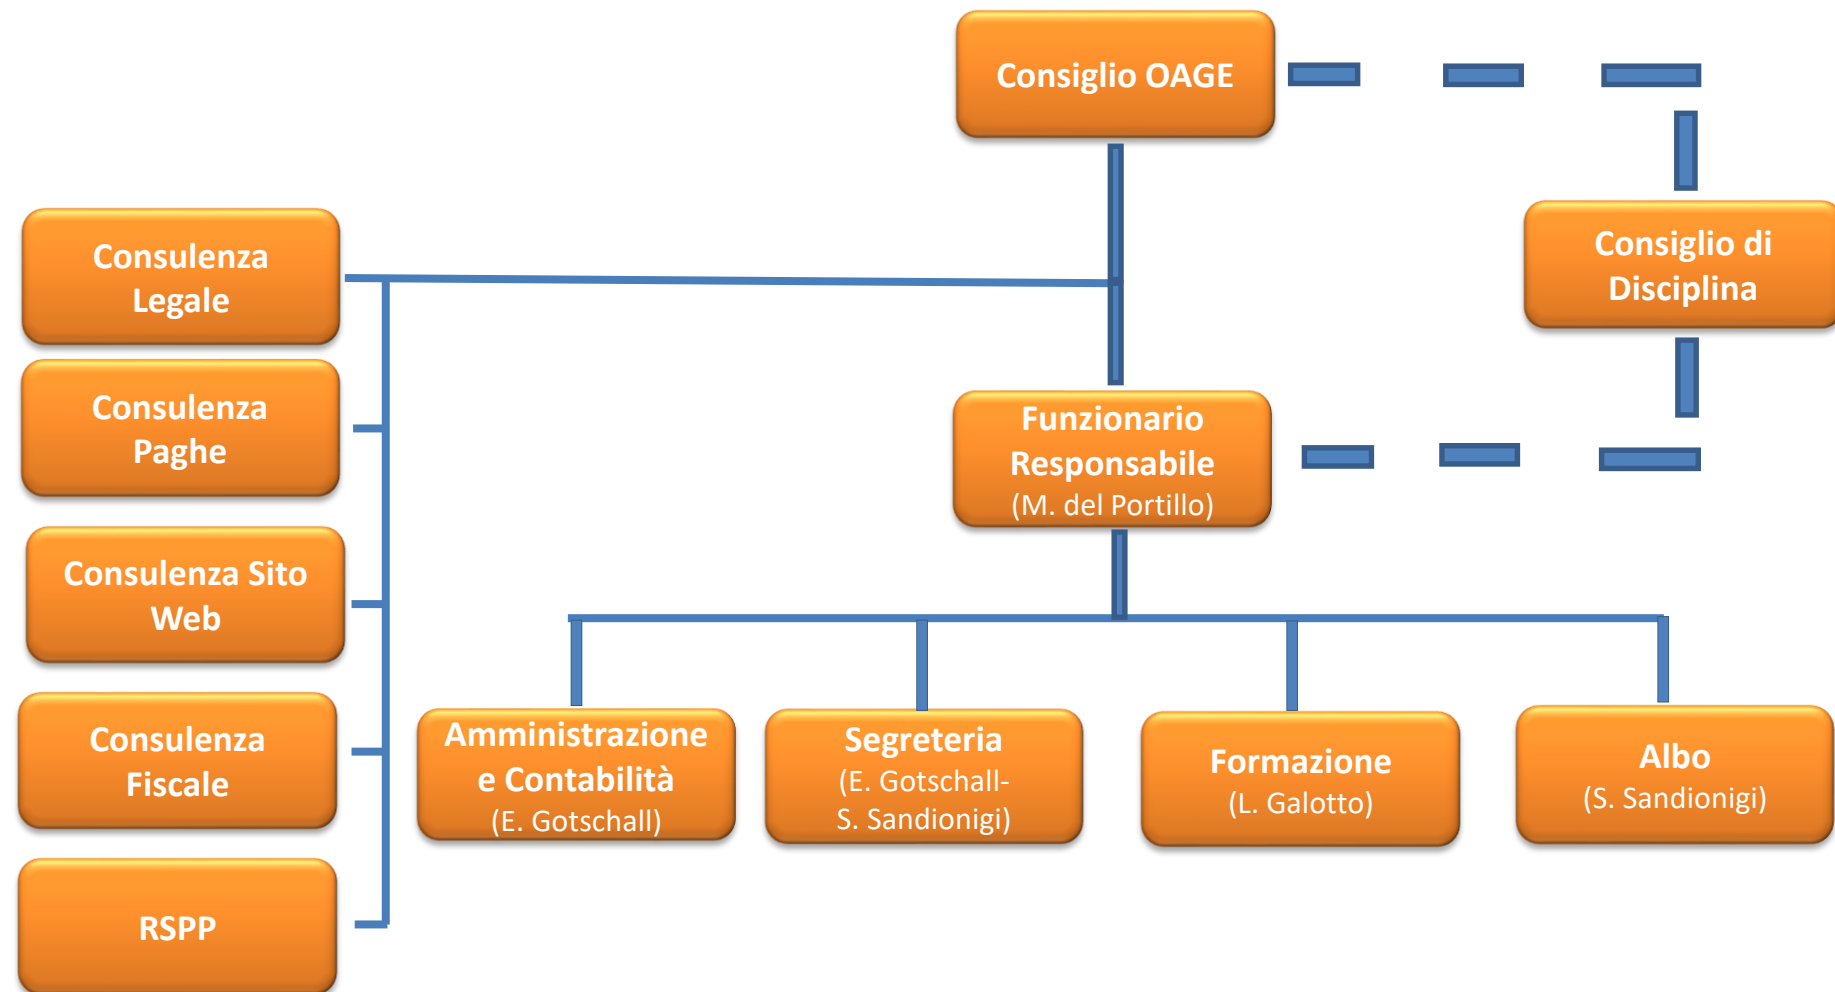 Consiglio OAGE
Consulenza
Legale
Consiglio di
Disciplina
Consulenza
Paghe
Funzionario
Responsabile
(M. del Portillo)
Consulenza Sito
Web
Consulenza
Fiscale
Amministrazione
e Contabilità
(E. Gotschall)
Segreteria
(E. Gotschall-
S. Sandionigi)
Formazione
(L. Galotto)
Albo
(S. Sandionigi)
RSPP